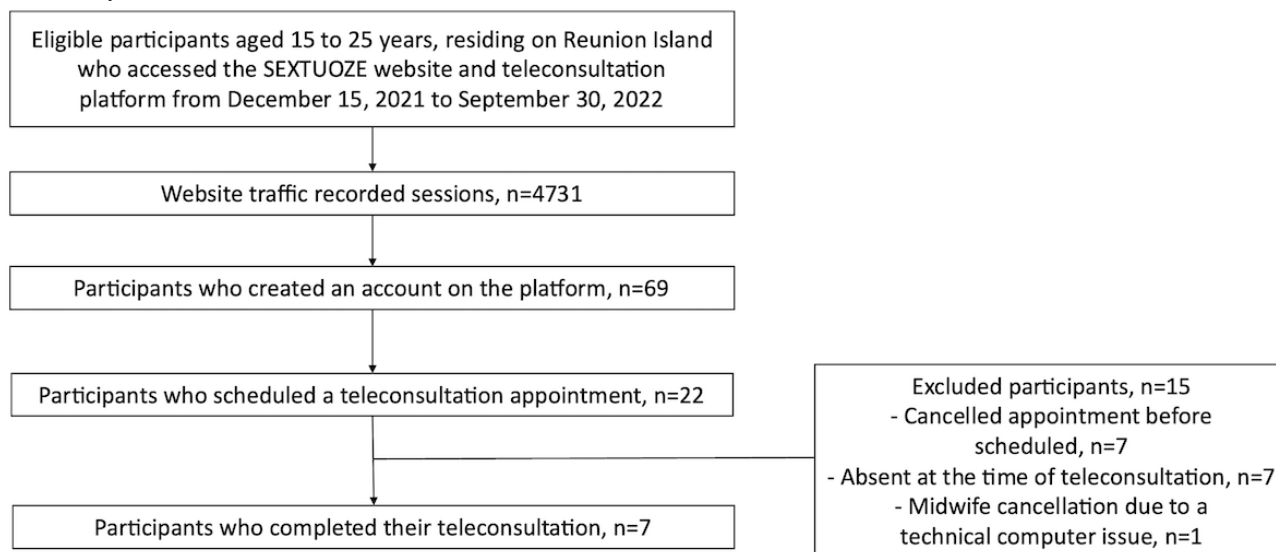 Eligible participants aged 15 to 25 years, residing on Reunion Island
who accessed the SEXTUOZE website and teleconsultation
platform from December 15, 2021 to September 30, 2022
Website traffic recorded sessions, n=4731
Participants who created an account on the platform, n=69
Participants who scheduled a teleconsultation appointment, n=22
Excluded participants, n=15
- Cancelled appointment before
scheduled, n=7
- Absent at the time of teleconsultation, n=7
- Midwife cancellation due to a
technical computer issue, n=1
Participants who completed their teleconsultation, n=7